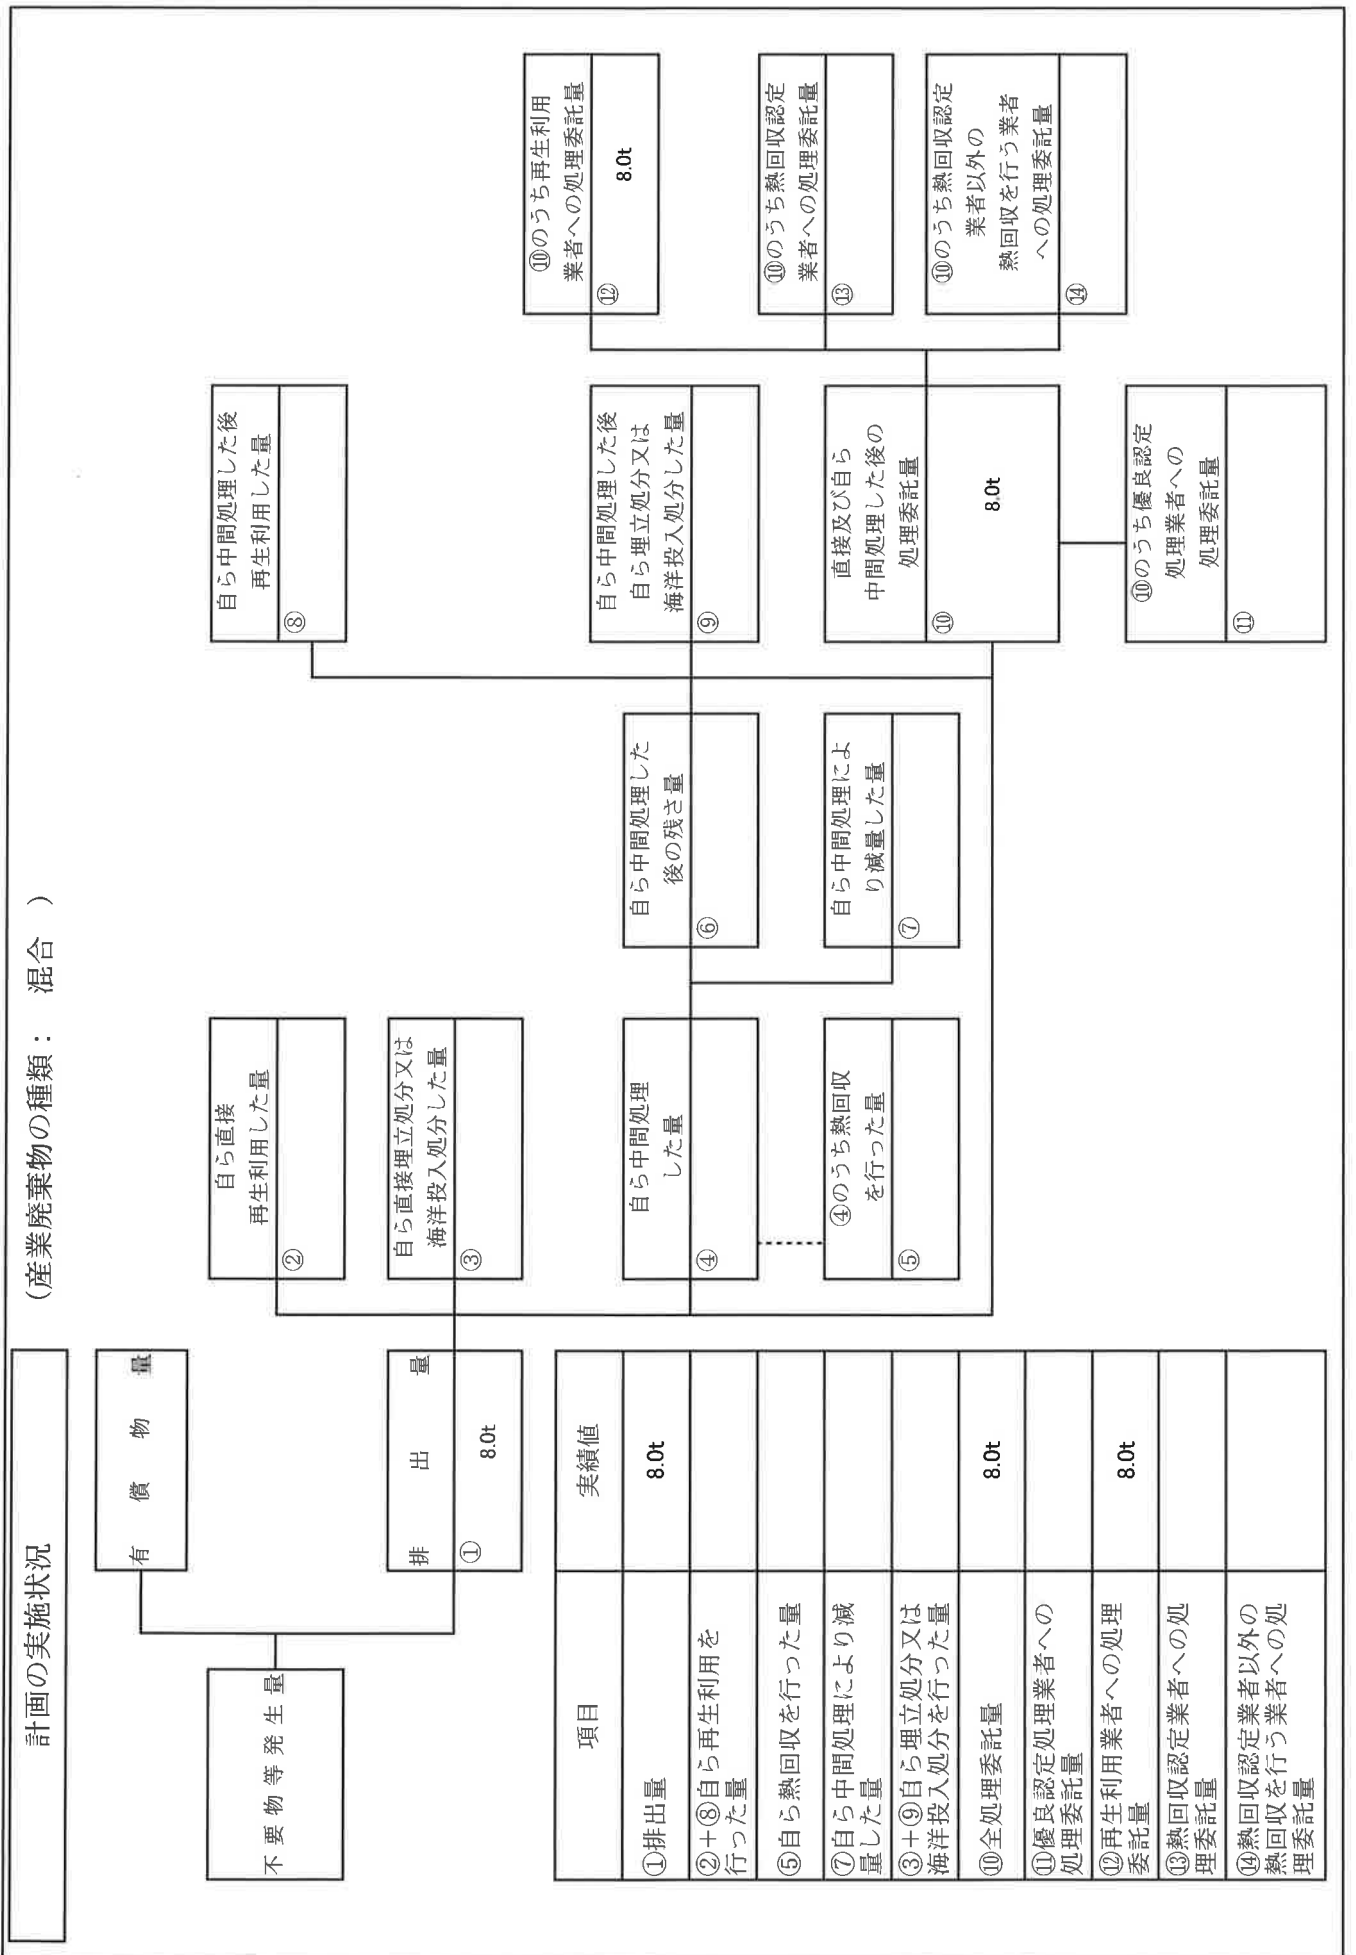 計画の実施状況
(産業廃棄物の種類： 混合 )
不要物等発生量
有償物量
排出量
①
8.0t
自ら直接
再生利用した量
②
自ら直接埋立処分又は
海洋投入処分した量
③
自ら中間処理
した量
④
④のうち熱回収
を行った量
⑤
自ら中間処理した
後の残さ量
⑥
自ら中間処理によ
り減量した量
⑦
自ら中間処理した後
再生利用した量
⑧
自ら中間処理した後
自ら埋立処分又は
海洋投入処分した量
⑨
直接及び自ら
中間処理した後の
処理委託量
⑩
8.0t
⑩のうち優良認定
処理業者への
処理委託量
⑪
⑩のうち再生利用
業者への処理委託量
⑫
8.0t
⑩のうち熱回収認定
業者への処理委託量
⑬
⑩のうち熱回収認定
業者以外の
熱回収を行う業者
への処理委託量
⑭
項目 実績値
①排出量 8.0t
②+⑧自ら再生利用を
行った量
⑤自ら熱回収を行った量
⑦自ら中間処理により減
量した量
③+⑨自ら埋立処分又は
海洋投入処分を行った量
⑩全処理委託量 8.0t
⑪優良認定処理業者への
処理委託量
⑫再生利用業者への処理
委託量 8.0t
⑬熱回収認定業者への処
理委託量
⑭熱回収認定業者以外の
熱回収を行う業者への処
理委託量